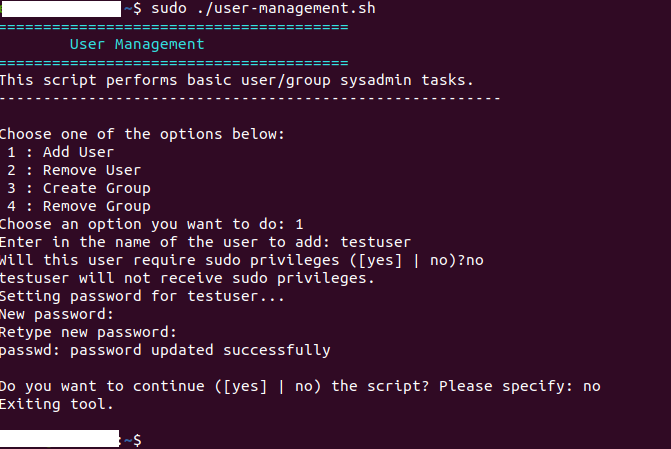 ~$ sudo ./user-management.sh
=======================================
        User Management
=======================================
This script performs basic user/group sysadmin tasks.
--------------------------------------------------------
Choose one of the options below:
 1 : Add User
 2 : Remove User
 3 : Create Group
 4 : Remove Group
Choose an option you want to do: 1
Enter in the name of the user to add: testuser
Will this user require sudo privileges ([yes] | no)?no
testuser will not receive sudo privileges.
Setting password for testuser...
New password:
Retype new password:
passwd: password updated successfully
Do you want to continue ([yes] | no) the script? Please specify: no
Exiting tool.
:~$